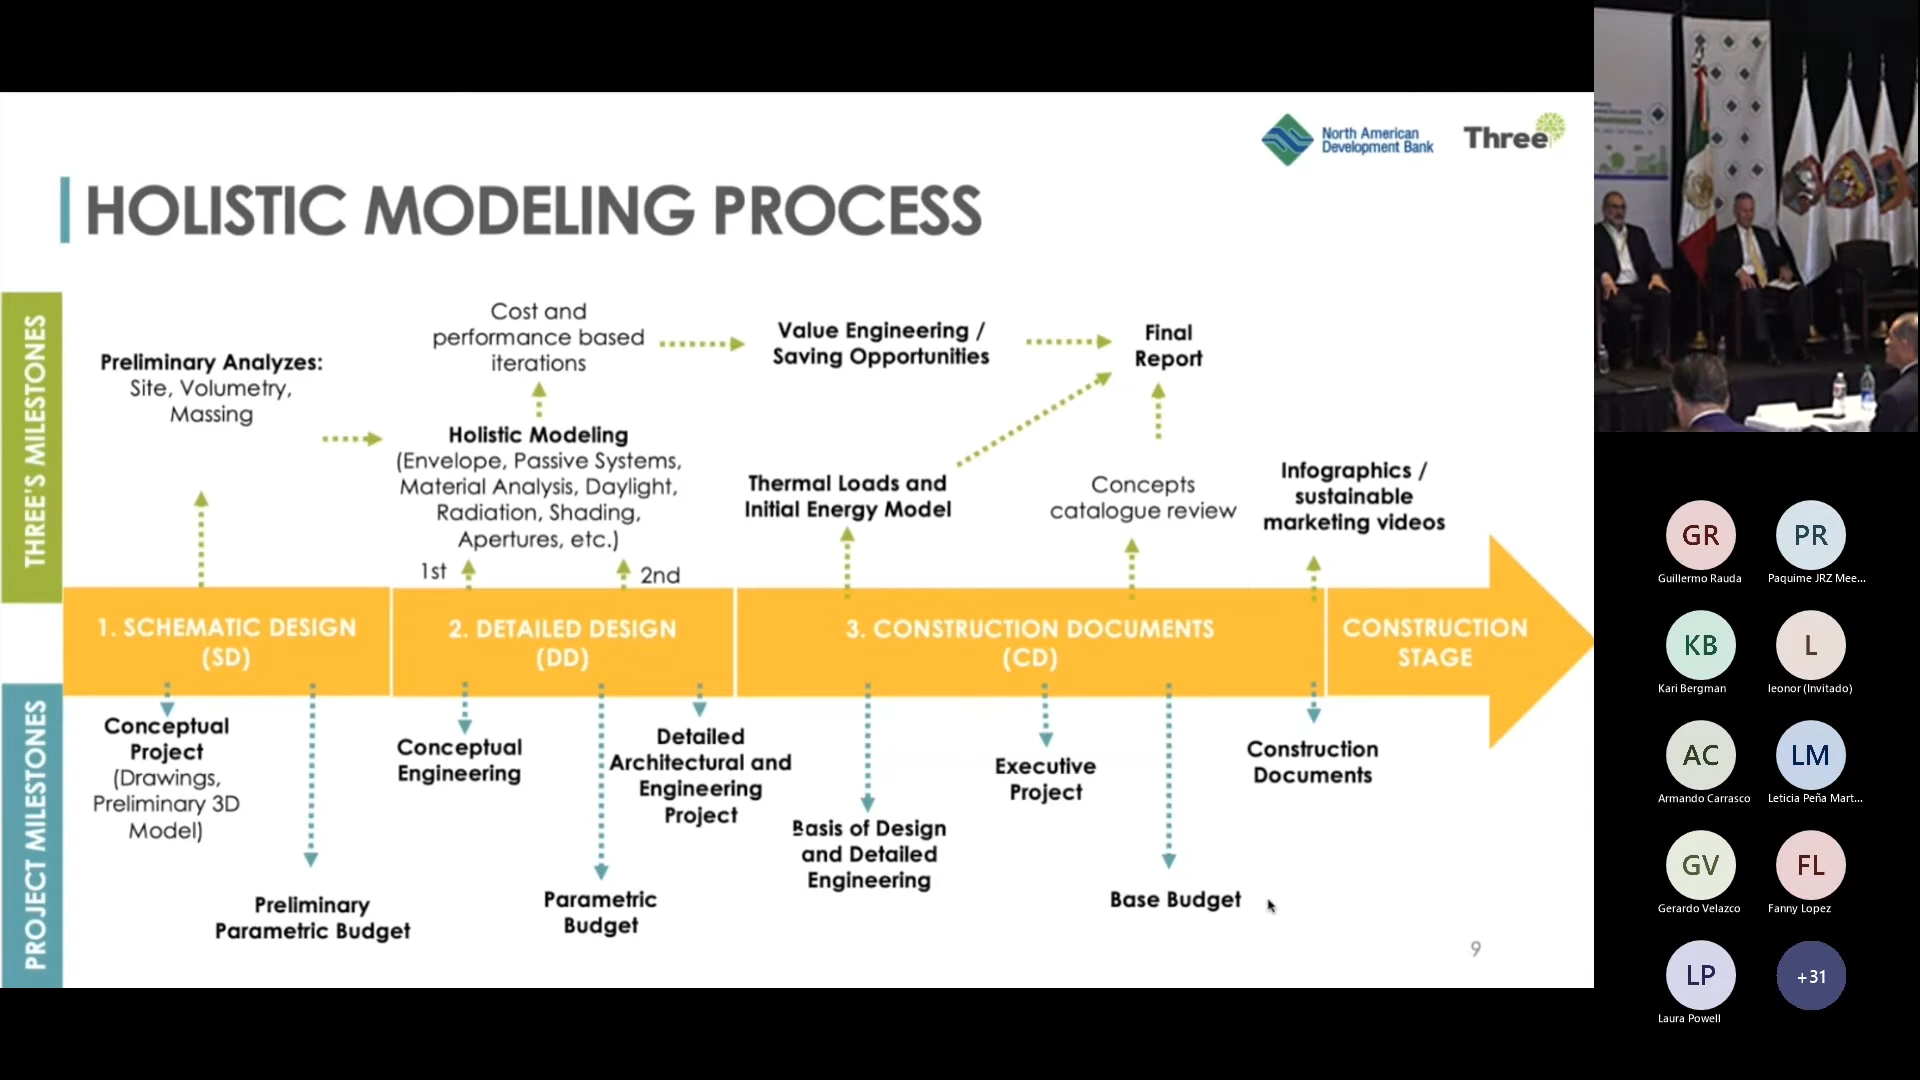 North American
Development Bank
Three
HOLISTIC MODELING PROCESS
THREE'S MILESTONES
Preliminary Analyzes:
Site, Volumetry,
Massing
Cost and
performance based
iterations
Value Engineering /
Saving Opportunities
Final
Report
Holistic Modeling
(Envelope, Passive Systems,
Material Analysis, Daylight,
Radiation, Shading,
Apertures, etc.)
Thermal Loads and
Initial Energy Model
Concepts
catalogue review
Infographics /
sustainable
marketing videos
1st
2nd
1. SCHEMATIC DESIGN
(SD)
2. DETAILED DESIGN
(DD)
3. CONSTRUCTION DOCUMENTS
(CD)
CONSTRUCTION
STAGE
PROJECT MILESTONES
Conceptual
Project
(Drawings,
Preliminary 3D
Model)
Preliminary
Parametric Budget
Conceptual
Engineering
Parametric
Budget
Detailed
Architectural and
Engineering
Project
Basis of Design
and Detailed
Engineering
Executive
Project
Base Budget
Construction
Documents
9
GR
Guillermo Rauda
PR
Paquime JRZ Mee...
KB
Kari Bergman
L
leonor (Invitado)
AC
Armando Carrasco
LM
Leticia Peña Mart...
GV
Gerardo Velazco
FL
Fanny Lopez
LP
Laura Powell
+31